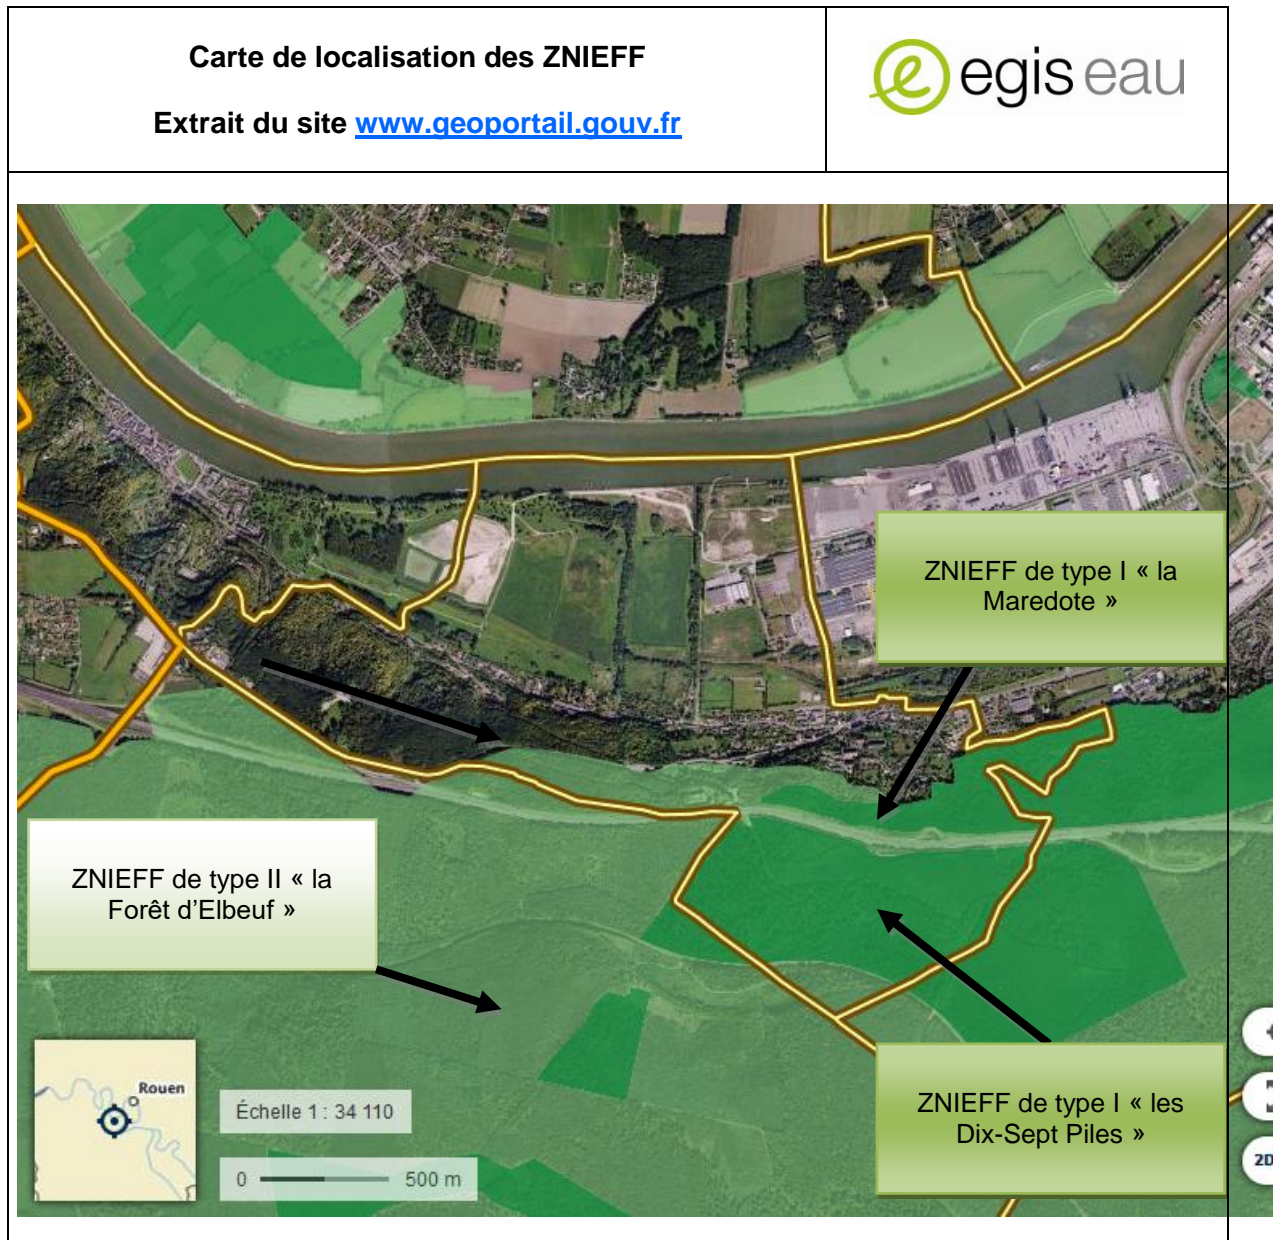 Carte de localisation des ZNIEFF
Extrait du site www.geoportail.gouv.fr
egis eau
ZNIEFF de type I « la
Maredote »
ZNIEFF de type II « la
Forêt d’Elbeuf »
ZNIEFF de type I « les
Dix-Sept Piles »
Rouen
Échelle 1 : 34 110
0 500 m
2D